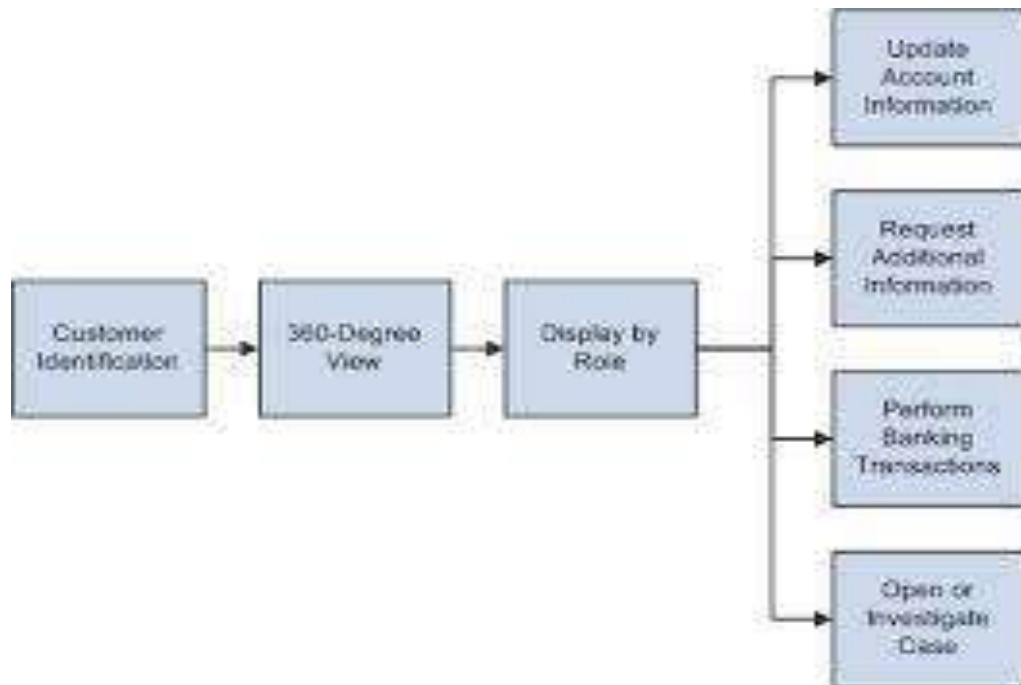 Update
Account
Information
Request
Additional
Information
Customer
Identification
360-Degree
View
Display by
Role
Perform
Banking
Transactions
Open or
Investigate
Case